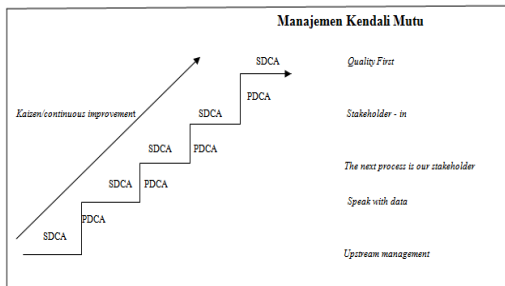 Manajemen Kendali Mutu
SDCA
Quality First
PDCA
Kaizen/continuous improvement
SDCA
Stakeholder - in
SDCA
PDCA
The next process is our stakeholder
SDCA
PDCA
Speak with data
PDCA
SDCA
Upstream management